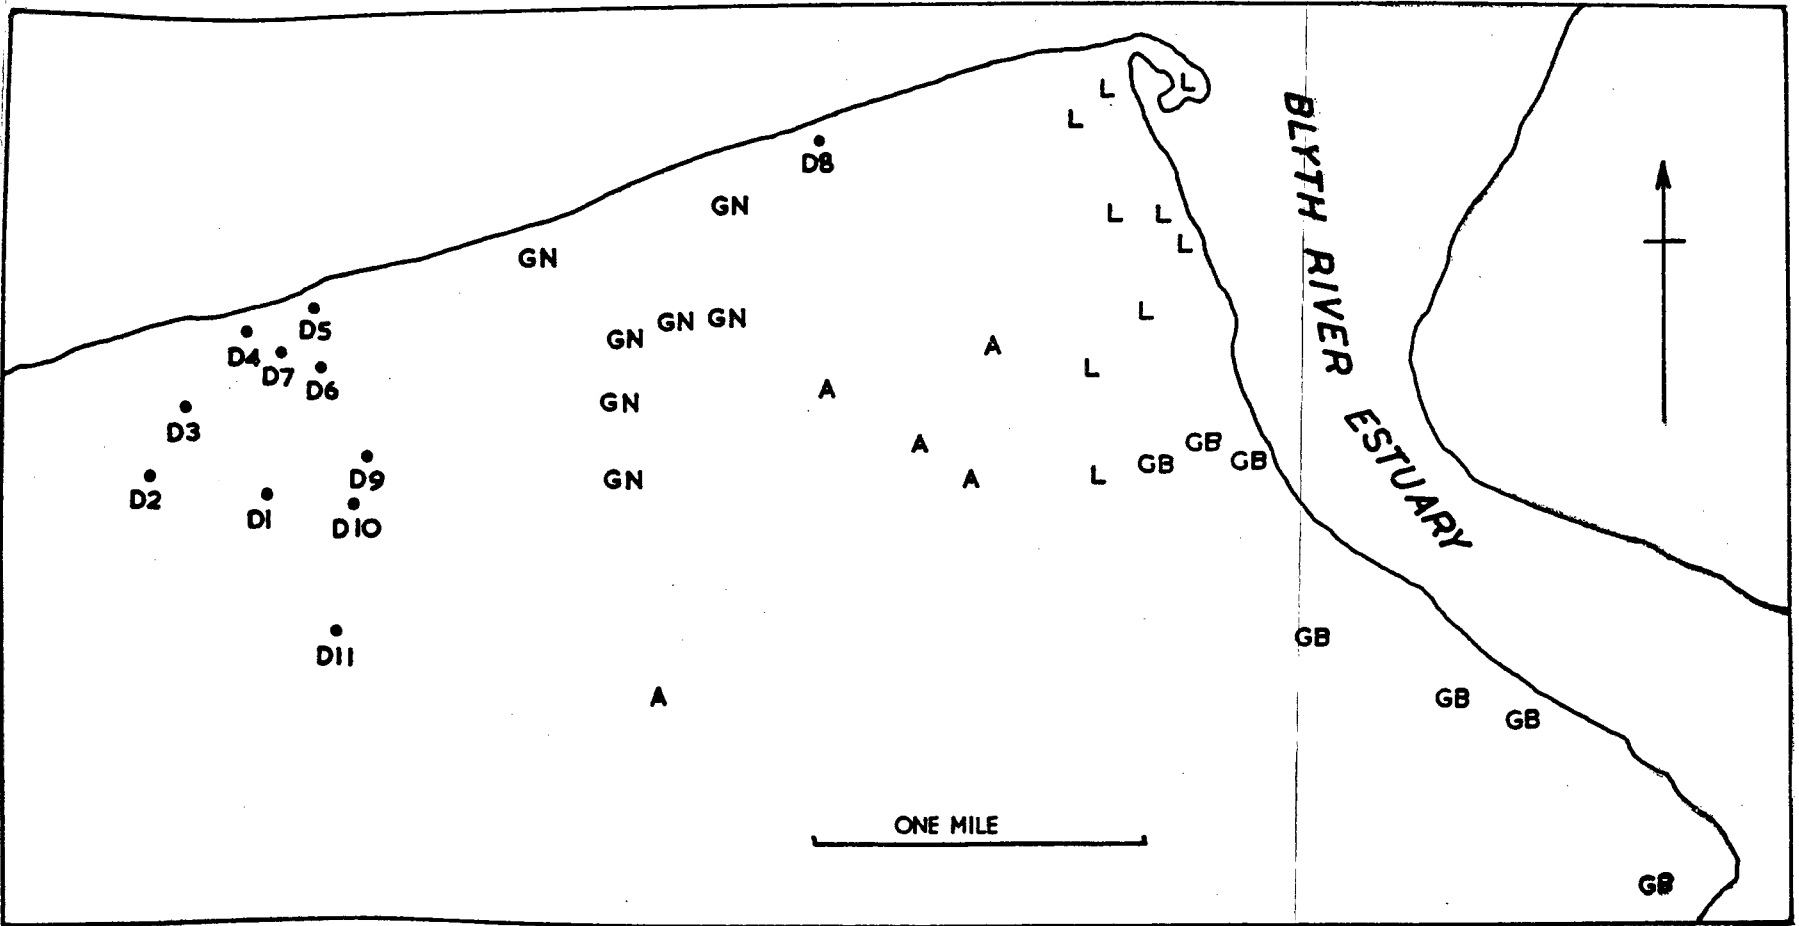 L
L
L
D8
GN
L
L
L
GN
L
D5
GN
GN
GN
D4
A
D7
L
D6
A
GN
D3
A
GB
GB
GB
D9
GN
A
L
D2
D1
D10
GB
D11
A
GB
GB
ONE MILE
GB
BLYTH RIVER ESTUARY